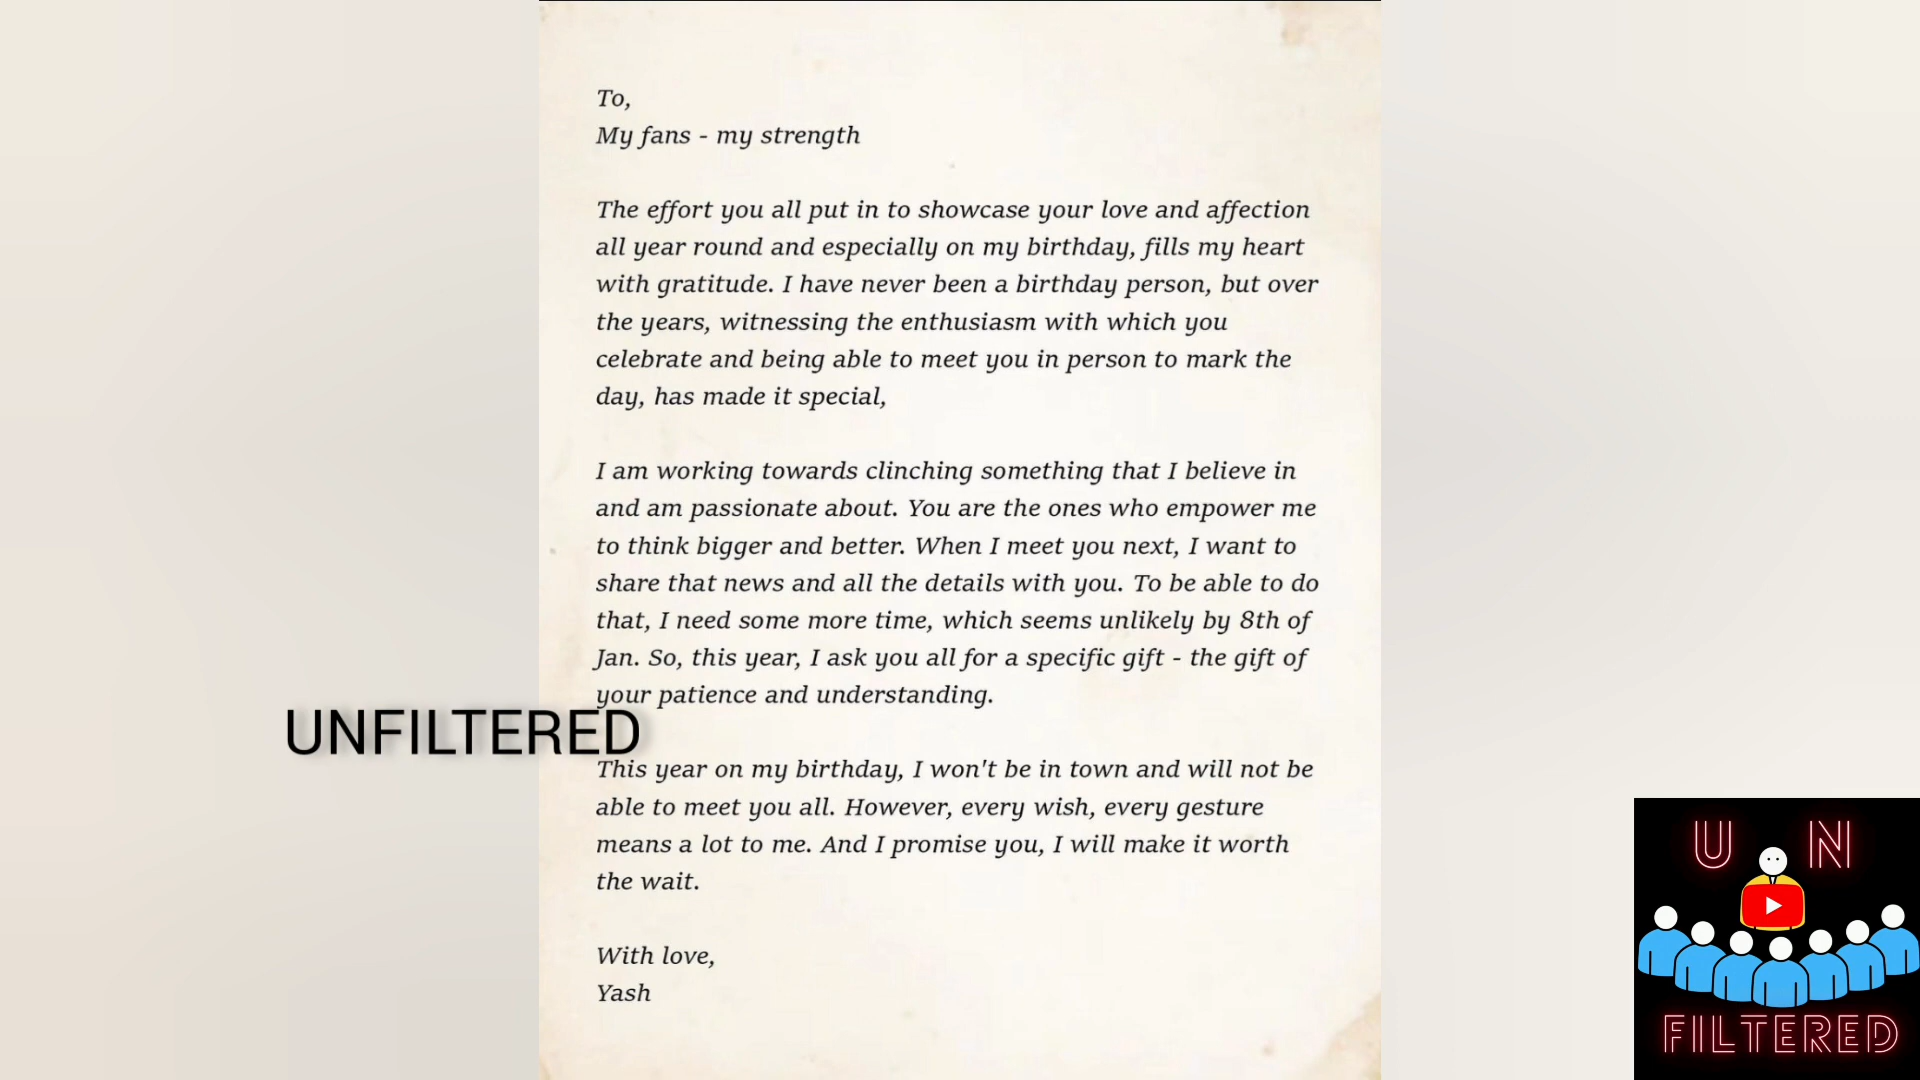 To,
My fans - my strength
The effort you all put in to showcase your love and affection
all year round and especially on my birthday, fills my heart
with gratitude. I have never been a birthday person, but over
the years, witnessing the enthusiasm with which you
celebrate and being able to meet you in person to mark the
day, has made it special,
I am working towards clinching something that I believe in
and am passionate about. You are the ones who empower me
to think bigger and better. When I meet you next, I want to
share that news and all the details with you. To be able to do
that, I need some more time, which seems unlikely by 8th of
Jan. So, this year, I ask you all for a specific gift - the gift of
your patience and understanding.
UNFILTERED
This year on my birthday, I won't be in town and will not be
able to meet you all. However, every wish, every gesture
means a lot to me. And I promise you, I will make it worth
the wait.
With love,
Yash
U N
FILTERED